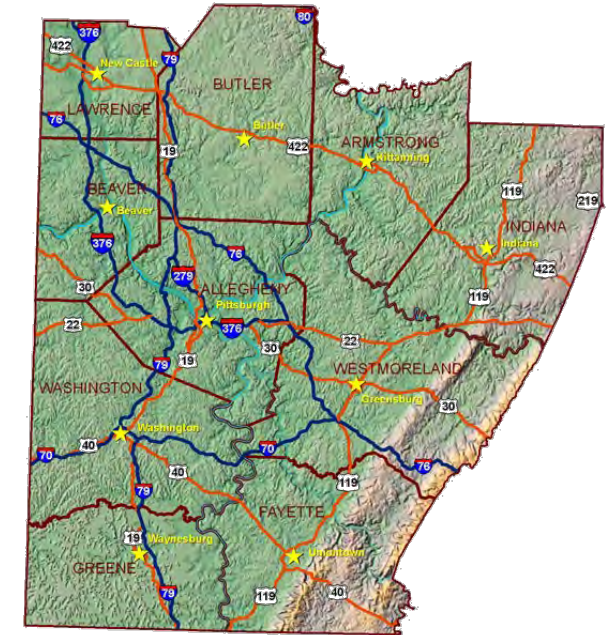 80
376
422
79
New Castle
BUTLER
LAWRENCE
76
Butler
422
ARMSTRONG
Kittanning
19
BEAVER
Beaver
119
219
INDIANA
Indiana
376
76
279
ALLEGHENY
422
30
119
Pittsburgh
22
376
22
30
19
79
WESTMORELAND
WASHINGTON
Greensburg
30
Washington
40
70
70
76
40
119
79
FAYETTE
19
Waynesburg
Uniontown
GREENE
79
119
40